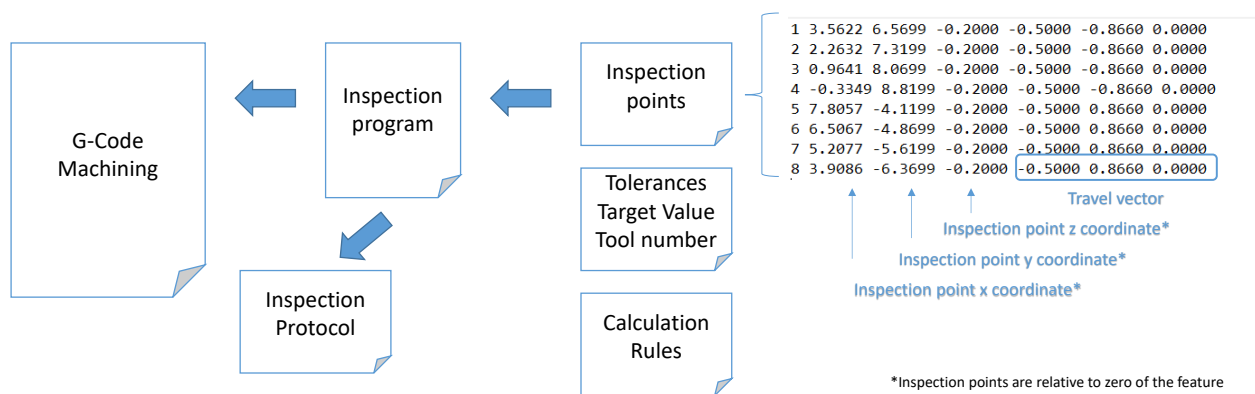 G-Code
Machining
Inspection
program
Inspection
Protocol
Inspection
points
Tolerances
Target Value
Tool number
Calculation
Rules
1 3.5622 6.5699 -0.2000 -0.5000 -0.8660 0.0000
2 2.2632 7.3199 -0.2000 -0.5000 -0.8660 0.0000
3 0.9641 8.0699 -0.2000 -0.5000 -0.8660 0.0000
4 -0.3349 8.8199 -0.2000 -0.5000 -0.8660 0.0000
5 7.8057 -4.1199 -0.2000 -0.5000 0.8660 0.0000
6 6.5067 -4.8699 -0.2000 -0.5000 0.8660 0.0000
7 5.2077 -5.6199 -0.2000 -0.5000 0.8660 0.0000
8 3.9086 -6.3699 -0.2000 -0.5000 0.8660 0.0000
Travel vector
Inspection point z coordinate*
Inspection point y coordinate*
Inspection point x coordinate*
*Inspection points are relative to zero of the feature